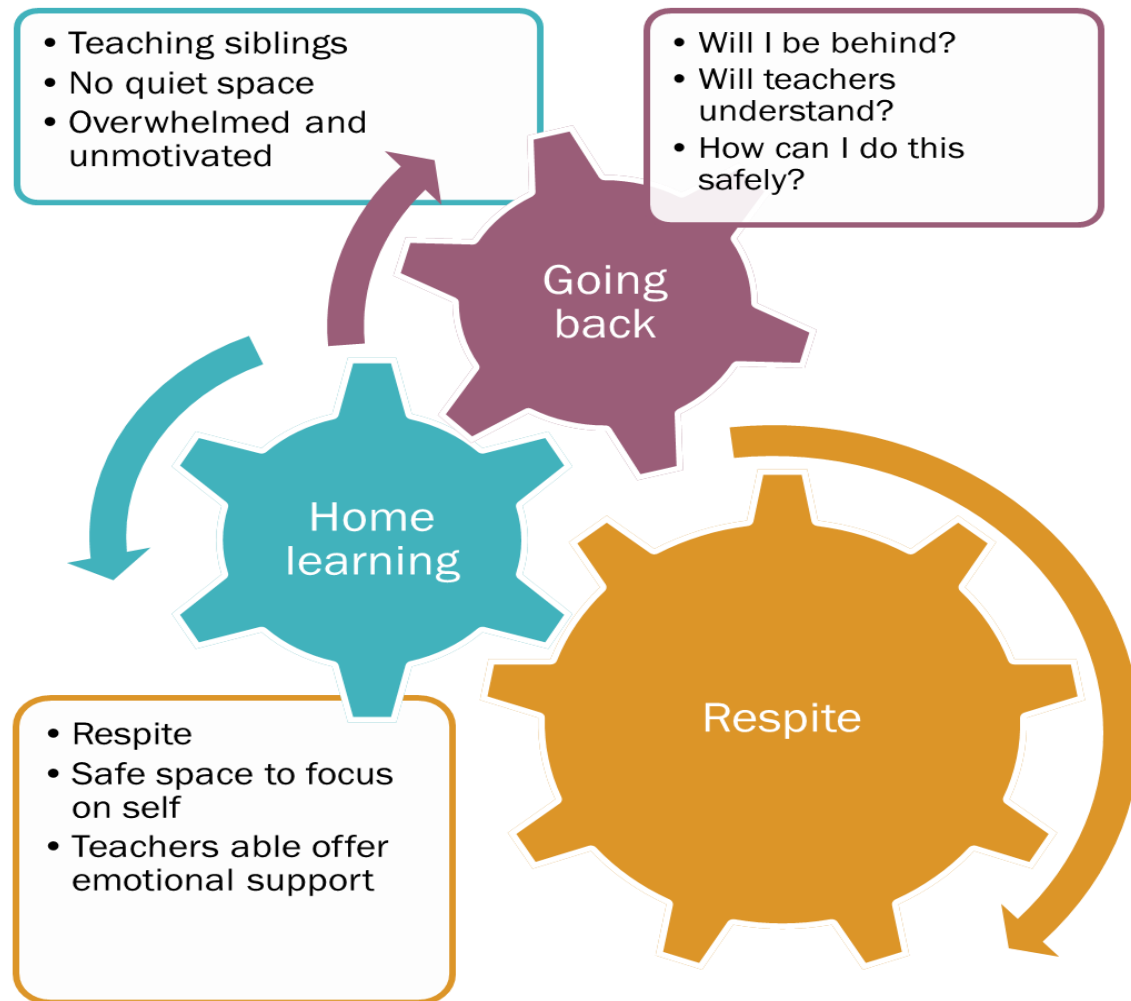 • Teaching siblings
• No quiet space
• Overwhelmed and
unmotivated
• Will I be behind?
• Will teachers
understand?
• How can I do this
safely?
Going
back
Home
learning
Respite
• Respite
• Safe space to focus
on self
• Teachers able offer
emotional support